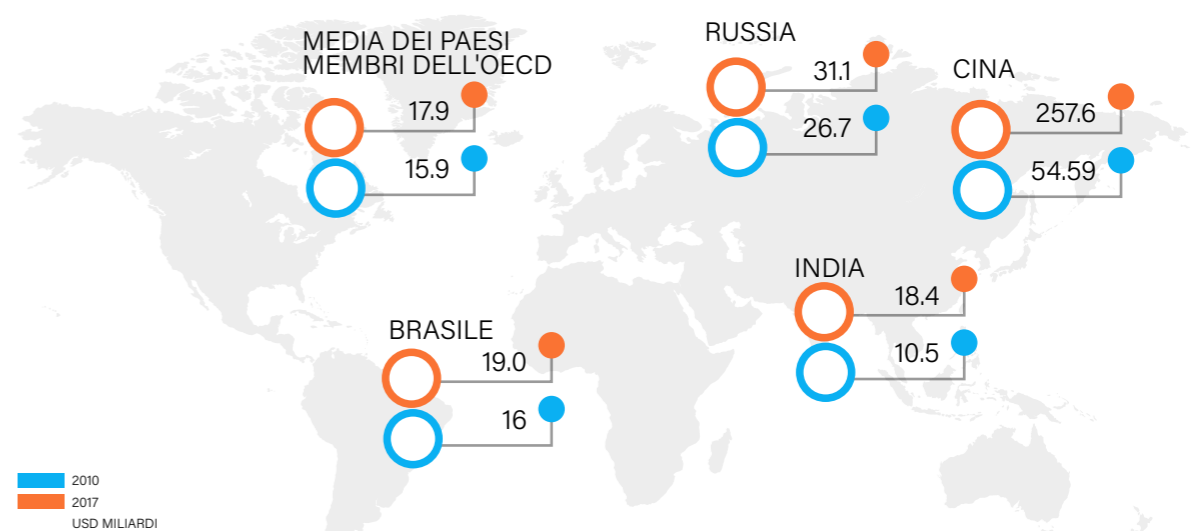 MEDIA DEI PAESI
MEMBRI DELL'OECD
17.9
15.9
RUSSIA
31.1
26.7
CINA
257.6
54.59
INDIA
18.4
10.5
BRASILE
19.0
16
2010
2017
USD MILIARDI